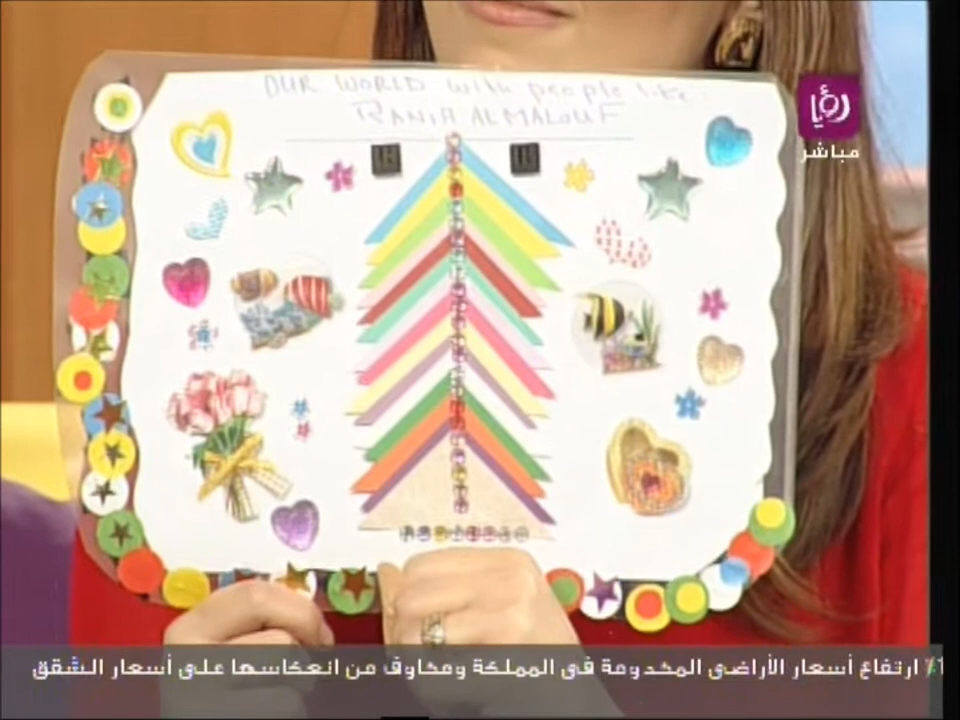 OUR WORLD with people like
RANIA ALMALOUF
رؤيا
مباشر
ارتفاع أسعار الأراضي المخدومة في المملكة ومخاوف من انعكاسها على أسعار الشقق